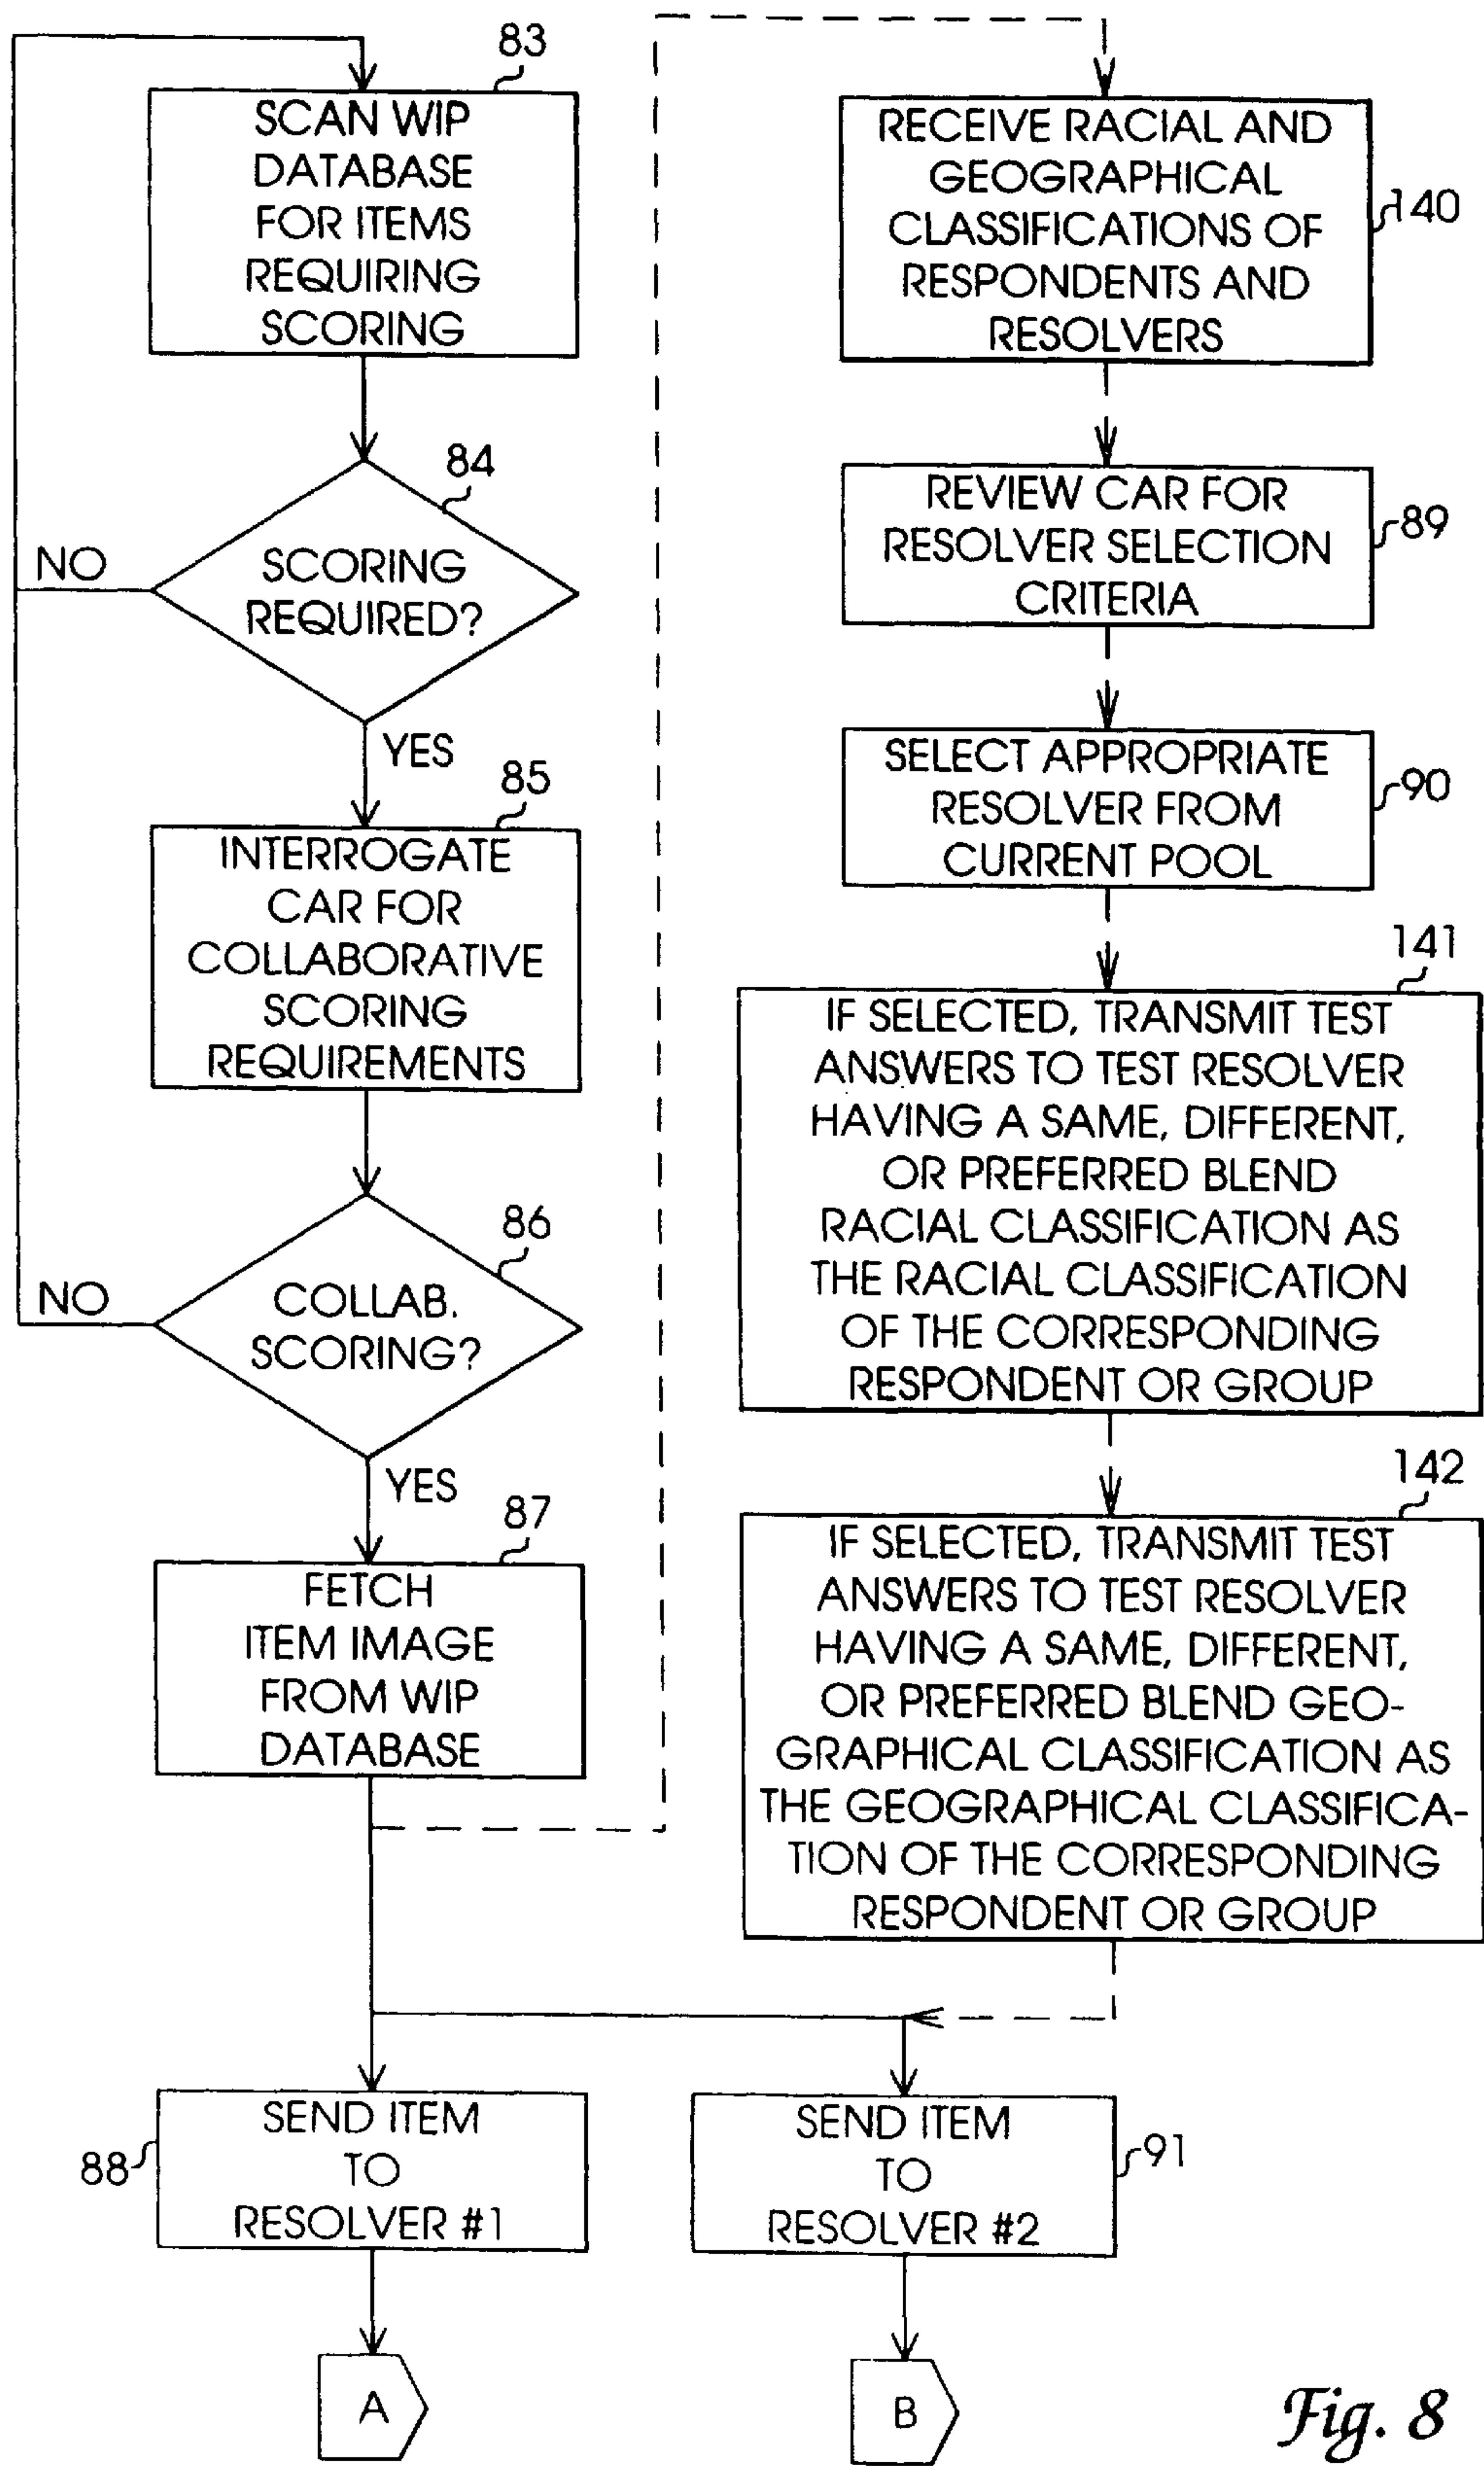 83
SCAN WIP
DATABASE
FOR ITEMS
REQUIRING
SCORING
84
NO
SCORING
REQUIRED?
YES
85
INTERROGATE
CAR FOR
COLLABORATIVE
SCORING
REQUIREMENTS
86
NO
COLLAB.
SCORING?
YES
87
FETCH
ITEM IMAGE
FROM WIP
DATABASE
RECEIVE RACIAL AND
GEOGRAPHICAL
CLASSIFICATIONS OF
RESPONDENTS AND
RESOLVERS
140
REVIEW CAR FOR
RESOLVER SELECTION
CRITERIA
89
SELECT APPROPRIATE
RESOLVER FROM
CURRENT POOL
90
141
IF SELECTED, TRANSMIT TEST
ANSWERS TO TEST RESOLVER
HAVING A SAME, DIFFERENT,
OR PREFERRED BLEND
RACIAL CLASSIFICATION AS
THE RACIAL CLASSIFICATION
OF THE CORRESPONDING
RESPONDENT OR GROUP
142
IF SELECTED, TRANSMIT TEST
ANSWERS TO TEST RESOLVER
HAVING A SAME, DIFFERENT,
OR PREFERRED BLEND GEO-
GRAPHICAL CLASSIFICATION AS
THE GEOGRAPHICAL CLASSIFICA-
TION OF THE CORRESPONDING
RESPONDENT OR GROUP
88
SEND ITEM
TO
RESOLVER #1
SEND ITEM
TO
RESOLVER #2
91
A
B
Fig. 8